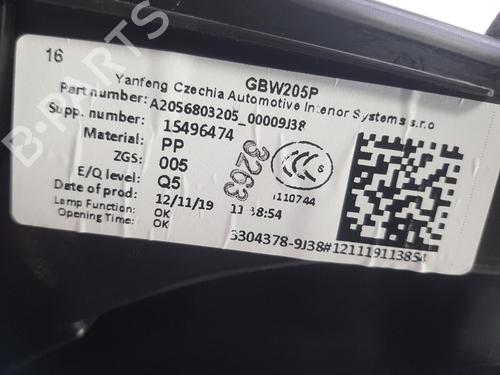 16
GBW205P
Yanfeng Czechia Automotive Interior Systems s.r.o
Part number: A2056803205_00009J38
Supp. number: 15496474
Material: PP
ZGS: 005
E/Q level: Q5
Date of prod: 12/11/19 11:38:54
Lamp Function: OK
Opening Time: OK
3263
CCC S
110744
3304378-9J38#121119113854
B-PARTS